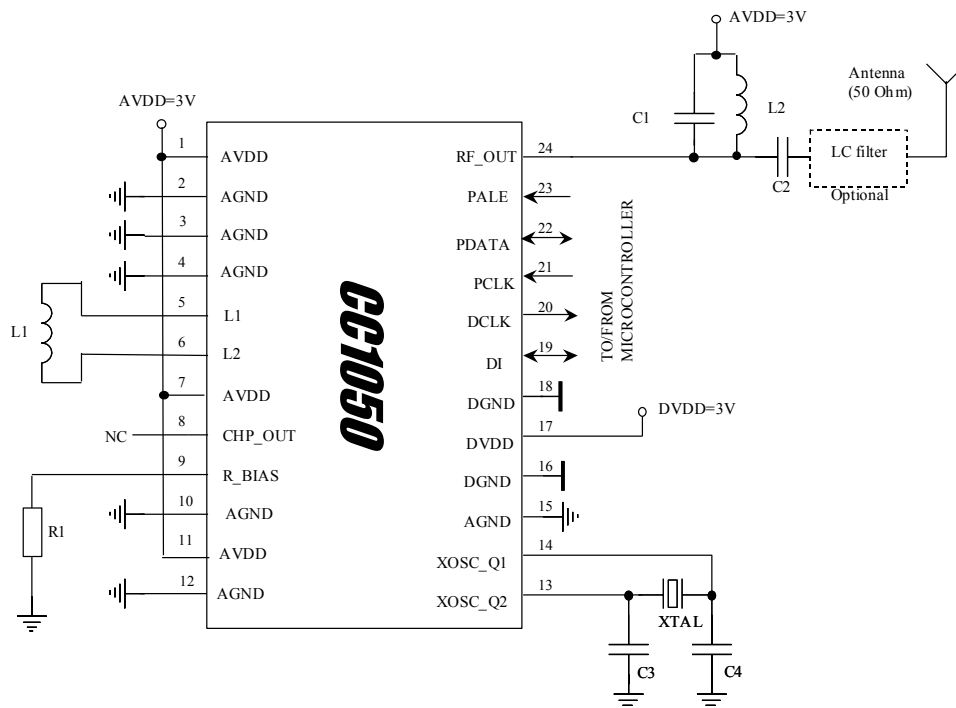 AVDD=3V
AVDD=3V
Antenna
(50 Ohm)
C1
L2
C2
LC filter
Optional
CC1050
1 AVDD
2 AGND
3 AGND
4 AGND
L1
5 L1
6 L2
7 AVDD
NC 8 CHP_OUT
9 R_BIAS
R1
10 AGND
11 AVDD
12 AGND
RF_OUT 24
PALE 23
PDATA 22
PCLK 21
DCLK 20
DI 19
TO/FROM
MICROCONTROLLER
DGND 18
DVDD 17
DVDD=3V
DGND 16
AGND 15
XOSC_Q1 14
XOSC_Q2 13
XTAL
C3
C4